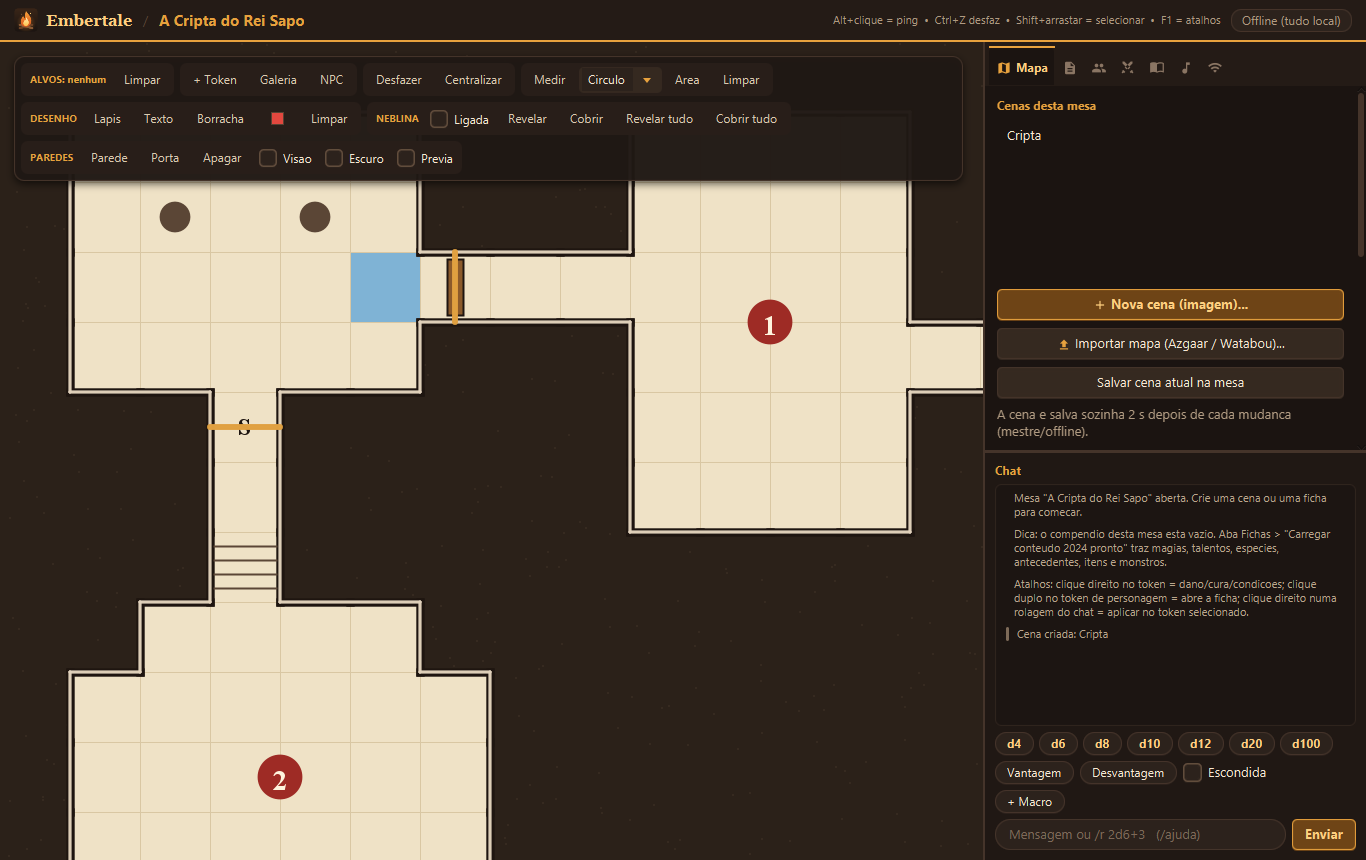 Embertale / A Cripta do Rei Sapo
Alt+clique = ping • Ctrl+Z desfaz • Shift+arrastar = selecionar • F1 = atalhos
Offline (tudo local)
ALVOS: nenhum Limpar + Token Galeria NPC Desfazer Centralizar Medir Circulo Area Limpar
DESENHO Lapis Texto Borracha Limpar NEBLINA Ligada Revelar Cobrir Revelar tudo Cobrir tudo
PAREDES Parede Porta Apagar Visao Escuro Previa
1
S
2
Mapa
Cenas desta mesa
Cripta
+ Nova cena (imagem)...
Importar mapa (Azgaar / Watabou)...
Salvar cena atual na mesa
A cena e salva sozinha 2 s depois de cada mudanca
(mestre/offline).
Chat
Mesa "A Cripta do Rei Sapo" aberta. Crie uma cena ou uma ficha
para comecar.
Dica: o compendio desta mesa esta vazio. Aba Fichas > "Carregar
conteudo 2024 pronto" traz magias, talentos, especies,
antecedentes, itens e monstros.
Atalhos: clique direito no token = dano/cura/condicoes; clique
duplo no token de personagem = abre a ficha; clique direito numa
rolagem do chat = aplicar no token selecionado.
Cena criada: Cripta
d4 d6 d8 d10 d12 d20 d100
Vantagem Desvantagem Escondida
+ Macro
Mensagem ou /r 2d6+3 (/ajuda) Enviar